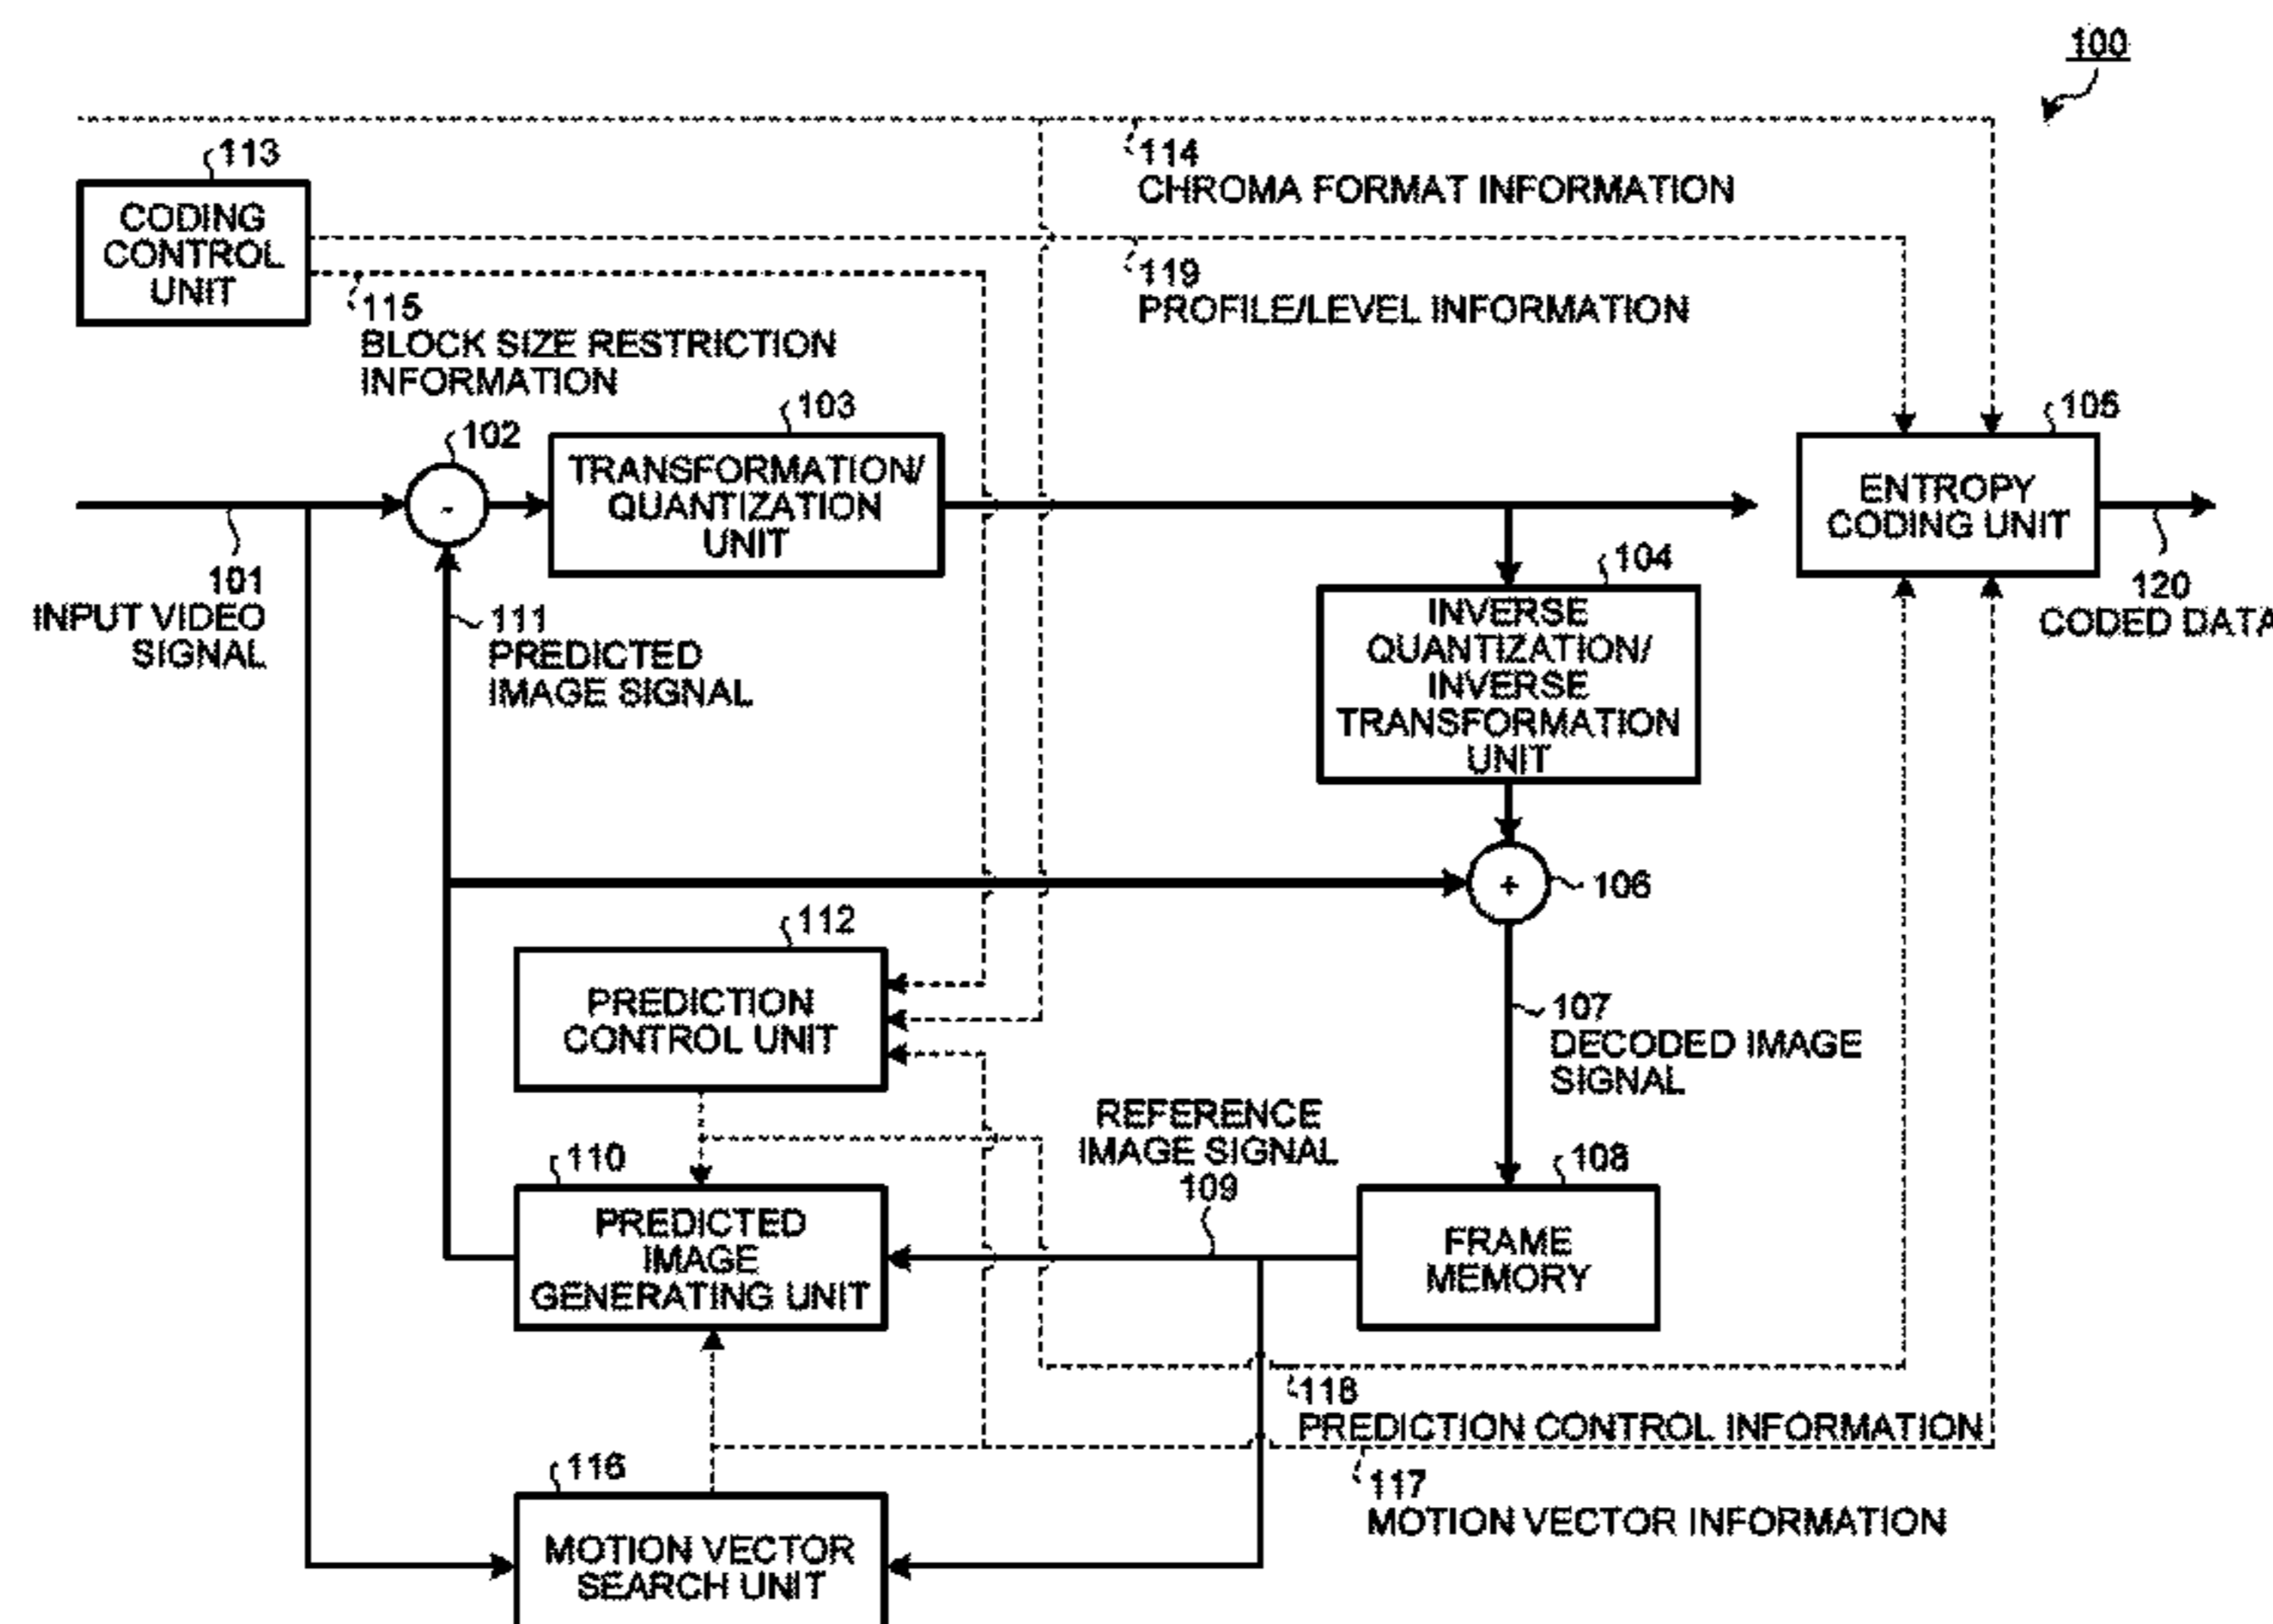 100
113
CODING
CONTROL
UNIT
114
CHROMA FORMAT INFORMATION
119
PROFILE/LEVEL INFORMATION
115
BLOCK SIZE RESTRICTION
INFORMATION
102
-
103
TRANSFORMATION/
QUANTIZATION
UNIT
105
ENTROPY
CODING UNIT
101
INPUT VIDEO
SIGNAL
111
PREDICTED
IMAGE SIGNAL
104
INVERSE
QUANTIZATION/
INVERSE
TRANSFORMATION
UNIT
120
CODED DATA
+
106
112
PREDICTION
CONTROL UNIT
107
DECODED IMAGE
SIGNAL
REFERENCE
IMAGE SIGNAL
109
110
PREDICTED
IMAGE
GENERATING UNIT
108
FRAME
MEMORY
118
PREDICTION CONTROL INFORMATION
116
MOTION VECTOR
SEARCH UNIT
117
MOTION VECTOR INFORMATION